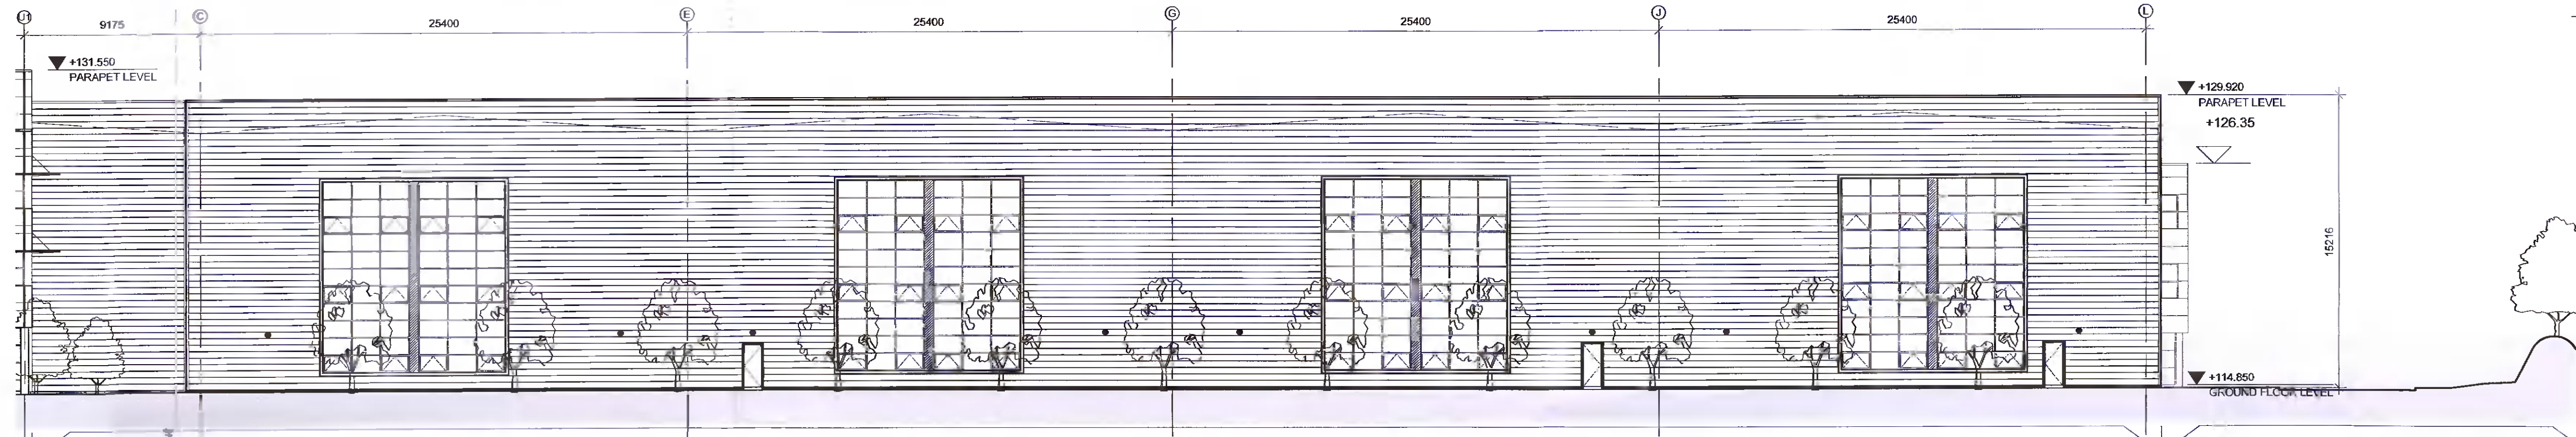 U1
C
E
G
J
L
9175
25400
25400
25400
25400
+131.550
PARAPET LEVEL
+129.920
PARAPET LEVEL
+126.35
15216
+114.850
GROUND FLOOR LEVEL